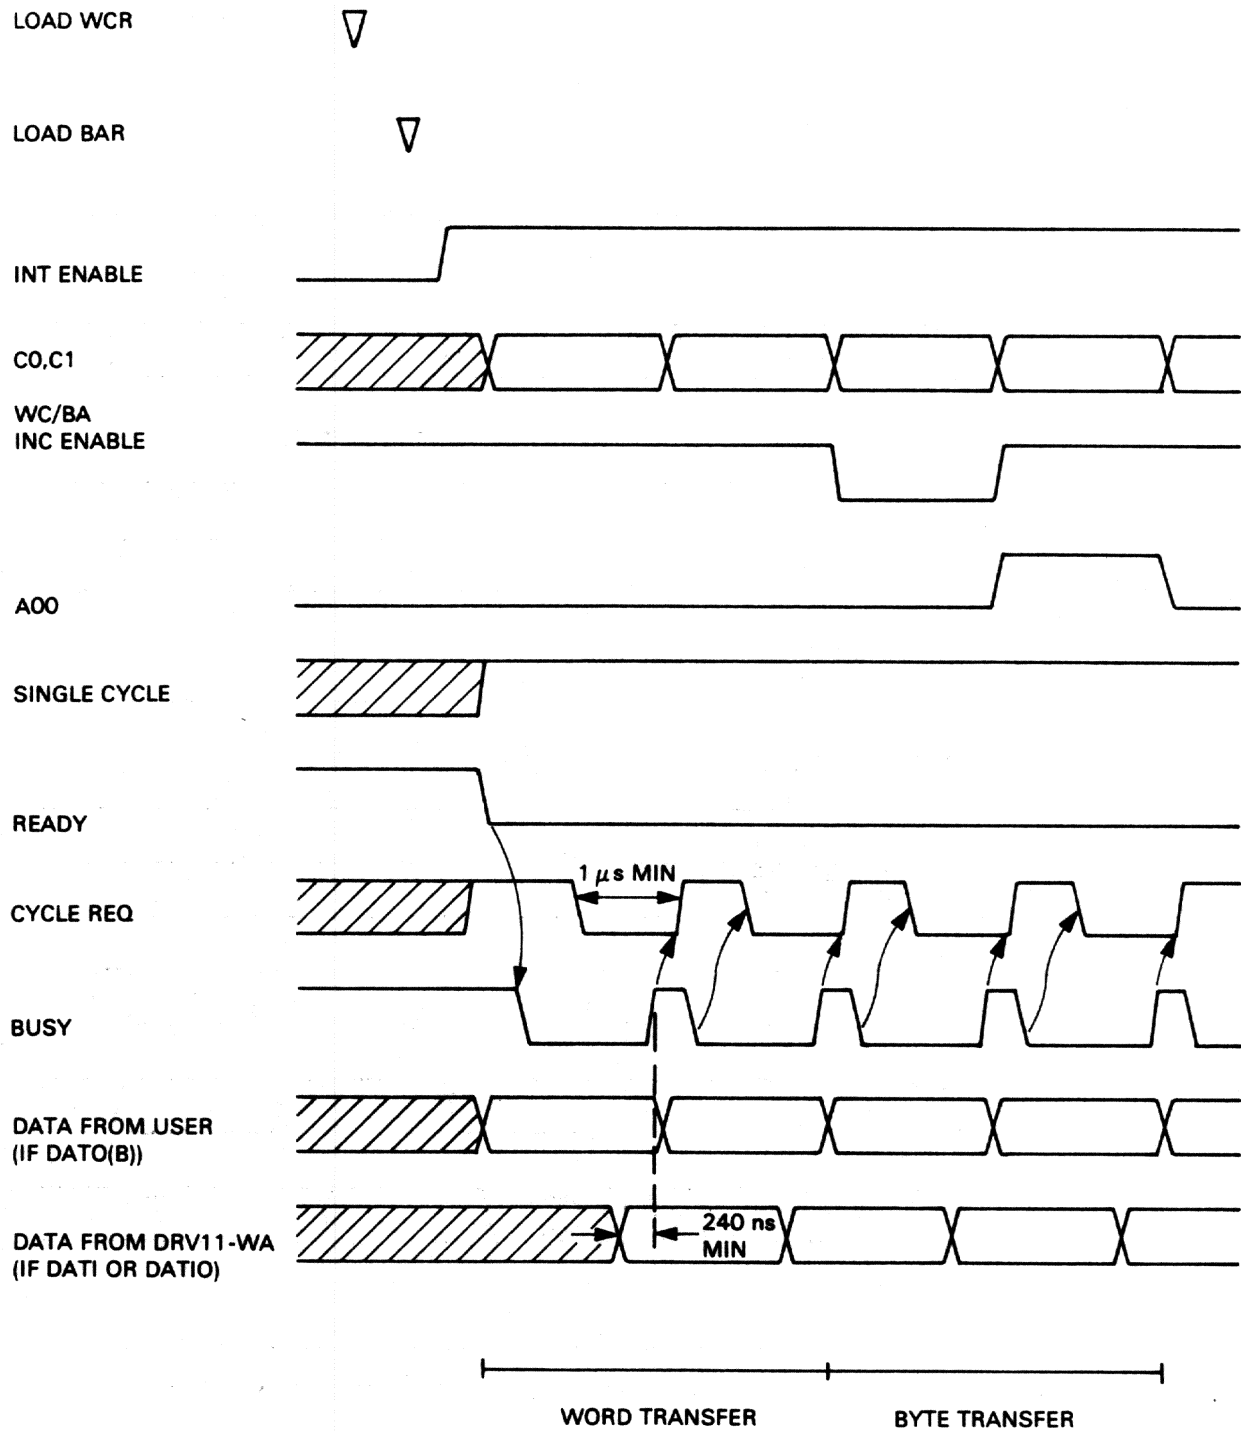 LOAD WCR
LOAD BAR
INT ENABLE
C0,C1
WC/BA
INC ENABLE
A00
SINGLE CYCLE
READY
1 μs MIN
CYCLE REQ
BUSY
DATA FROM USER
(IF DATO(B))
240 ns
MIN
DATA FROM DRV11-WA
(IF DATI OR DATIO)
WORD TRANSFER
BYTE TRANSFER